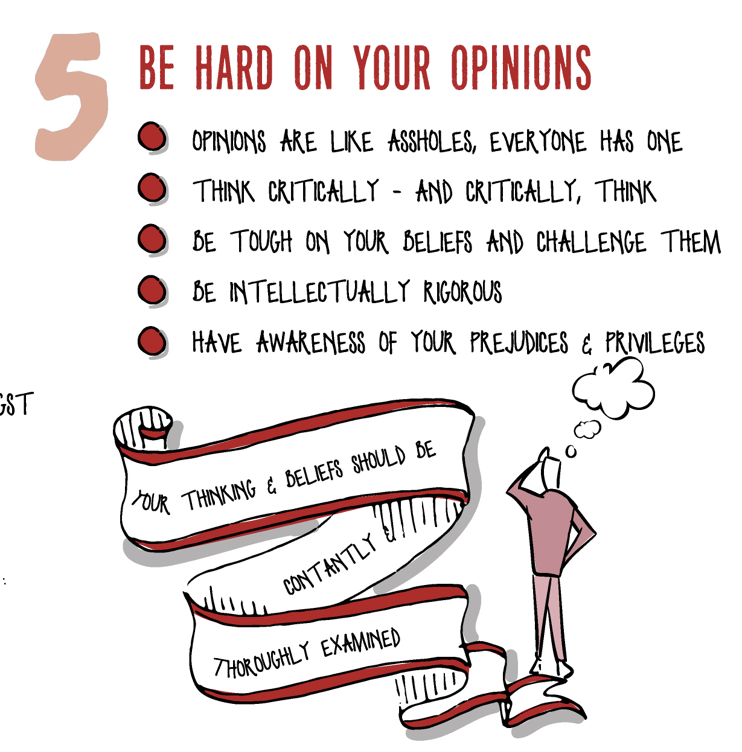 5 BE HARD ON YOUR OPINIONS
OPINIONS ARE LIKE ASSHOLES, EVERYONE HAS ONE
THINK CRITICALLY - AND CRITICALLY, THINK
BE TOUGH ON YOUR BELIEFS AND CHALLENGE THEM
BE INTELLECTUALLY RIGOROUS
HAVE AWARENESS OF YOUR PREJUDICES & PRIVILEGES
YOUR THINKING & BELIEFS SHOULD BE
CONTANTLY &
THOROUGHLY EXAMINED